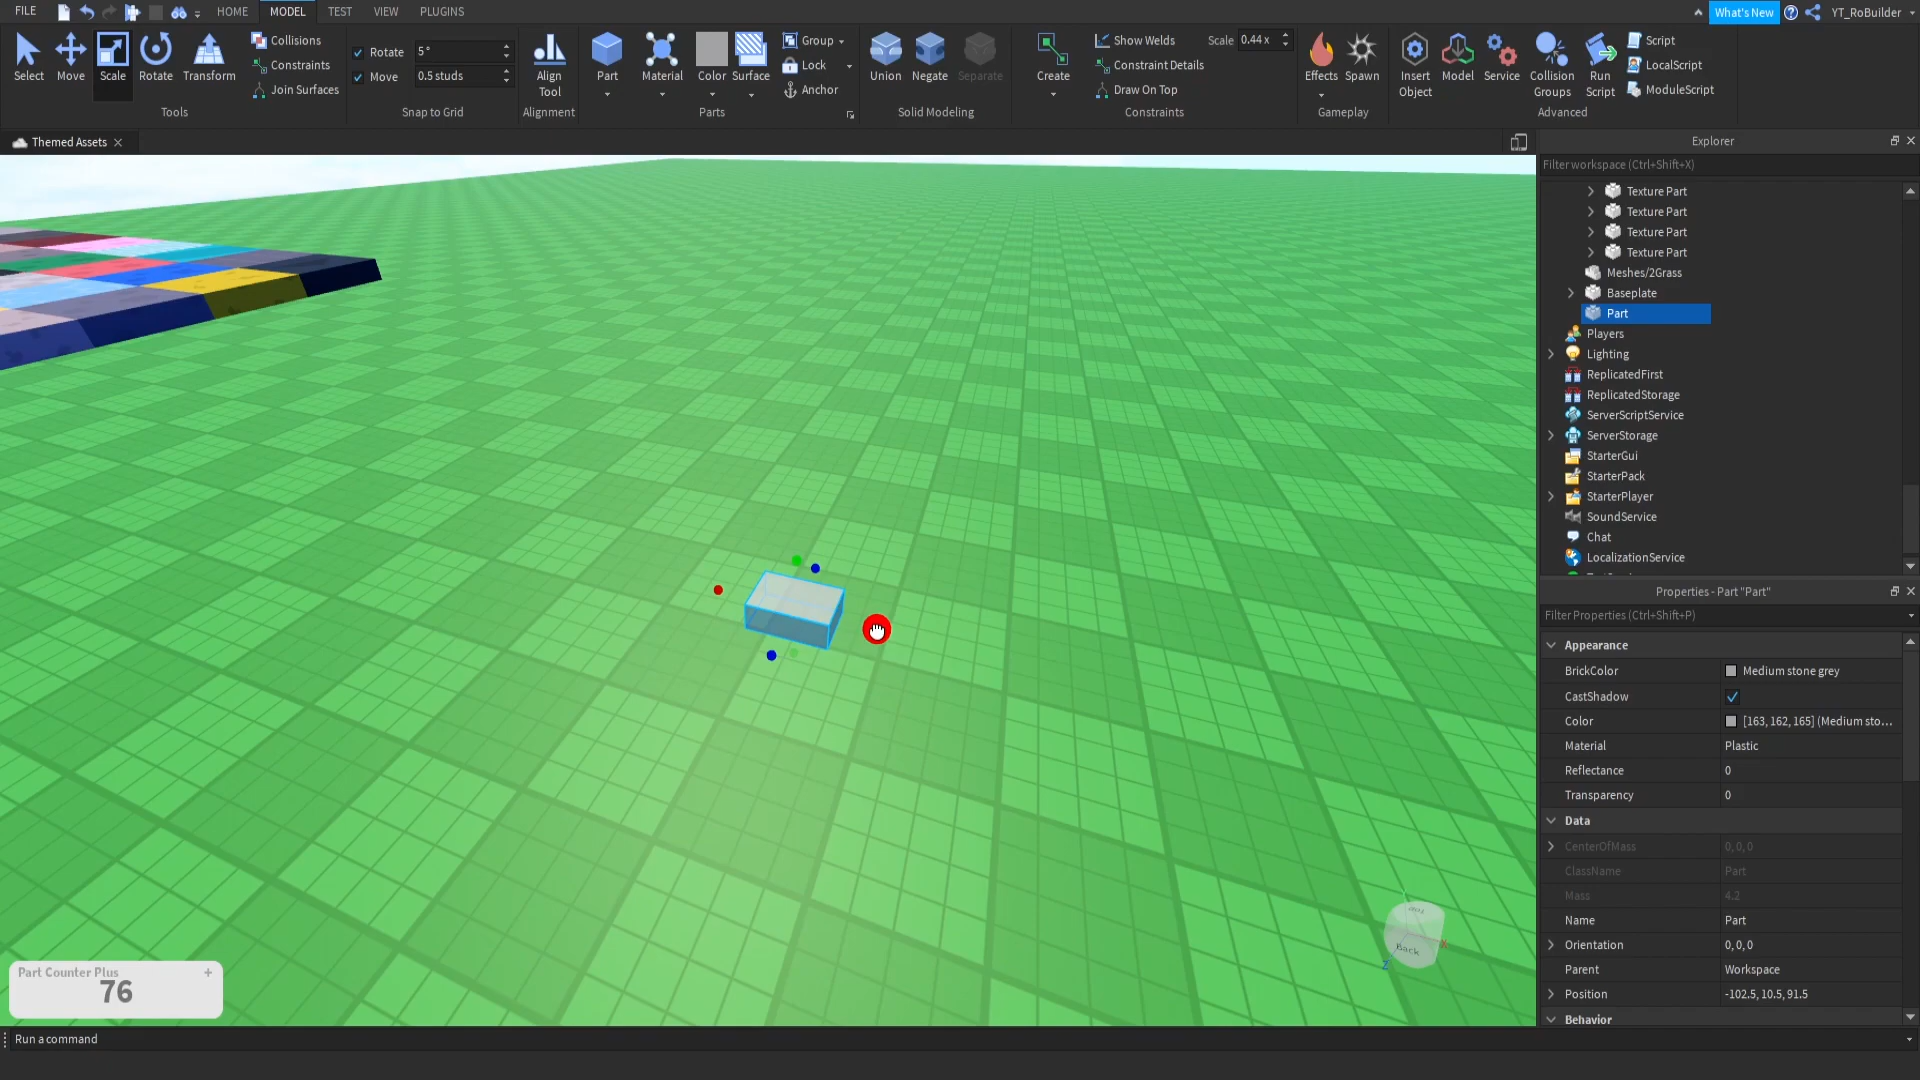 FILE
HOME
MODEL
TEST
VIEW
PLUGINS
What's New
YT_RoBuilder
Select
Move
Scale
Rotate
Transform
Collisions
Constraints
Join Surfaces
Tools
Rotate 5 °
Move 0.5 studs
Snap to Grid
Align
Tool
Alignment
Part
Material
Color
Surface
Group
Lock
Anchor
Parts
Union
Negate
Separate
Solid Modeling
Create
Show Welds
Constraint Details
Draw On Top
Scale 0.44 x
Constraints
Effects
Spawn
Gameplay
Insert
Object
Model
Service
Collision
Groups
Run
Script
Script
LocalScript
ModuleScript
Advanced
Themed Assets
Explorer
Filter workspace (Ctrl+Shift+X)
Texture Part
Texture Part
Texture Part
Texture Part
Meshes/2Grass
Baseplate
Part
Players
Lighting
ReplicatedFirst
ReplicatedStorage
ServerScriptService
ServerStorage
StarterGui
StarterPack
StarterPlayer
SoundService
Chat
LocalizationService
Properties - Part "Part"
Filter Properties (Ctrl+Shift+P)
Appearance
BrickColor Medium stone grey
CastShadow
Color [163, 162, 165] (Medium sto...
Material Plastic
Reflectance 0
Transparency 0
Data
CenterOfMass 0, 0, 0
ClassName Part
Mass 4.2
Name Part
Orientation 0, 0, 0
Parent Workspace
Position -102.5, 10.5, 91.5
Behavior
Top
Back
X
Z
Part Counter Plus +
76
Run a command